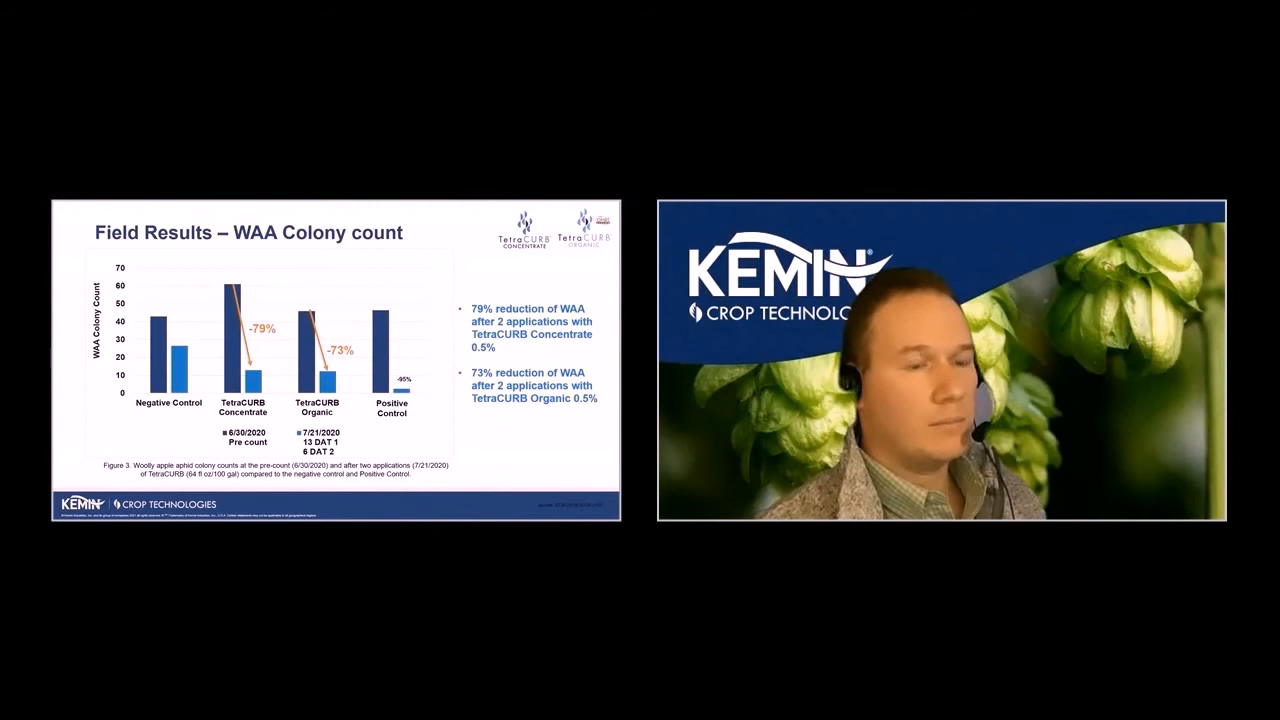 Field Results – WAA Colony count
TetraCURB™
CONCENTRATE
TetraCURB™
ORGANIC
WAA Colony Count
70
60
50
40
30
20
10
0
-79%
-73%
-95%
Negative Control
TetraCURB
Concentrate
TetraCURB
Organic
Positive
Control
6/30/2020
Pre count
7/21/2020
13 DAT 1
6 DAT 2
Figure 3. Woolly apple aphid colony counts at the pre-count (6/30/2020) and after two applications (7/21/2020)
of TetraCURB (64 fl oz/100 gal) compared to the negative control and Positive Control.
• 79% reduction of WAA
after 2 applications with
TetraCURB Concentrate
0.5%
• 73% reduction of WAA
after 2 applications with
TetraCURB Organic 0.5%
KEMIN | CROP TECHNOLOGIES
KEMIN®
CROP TECHNOLO